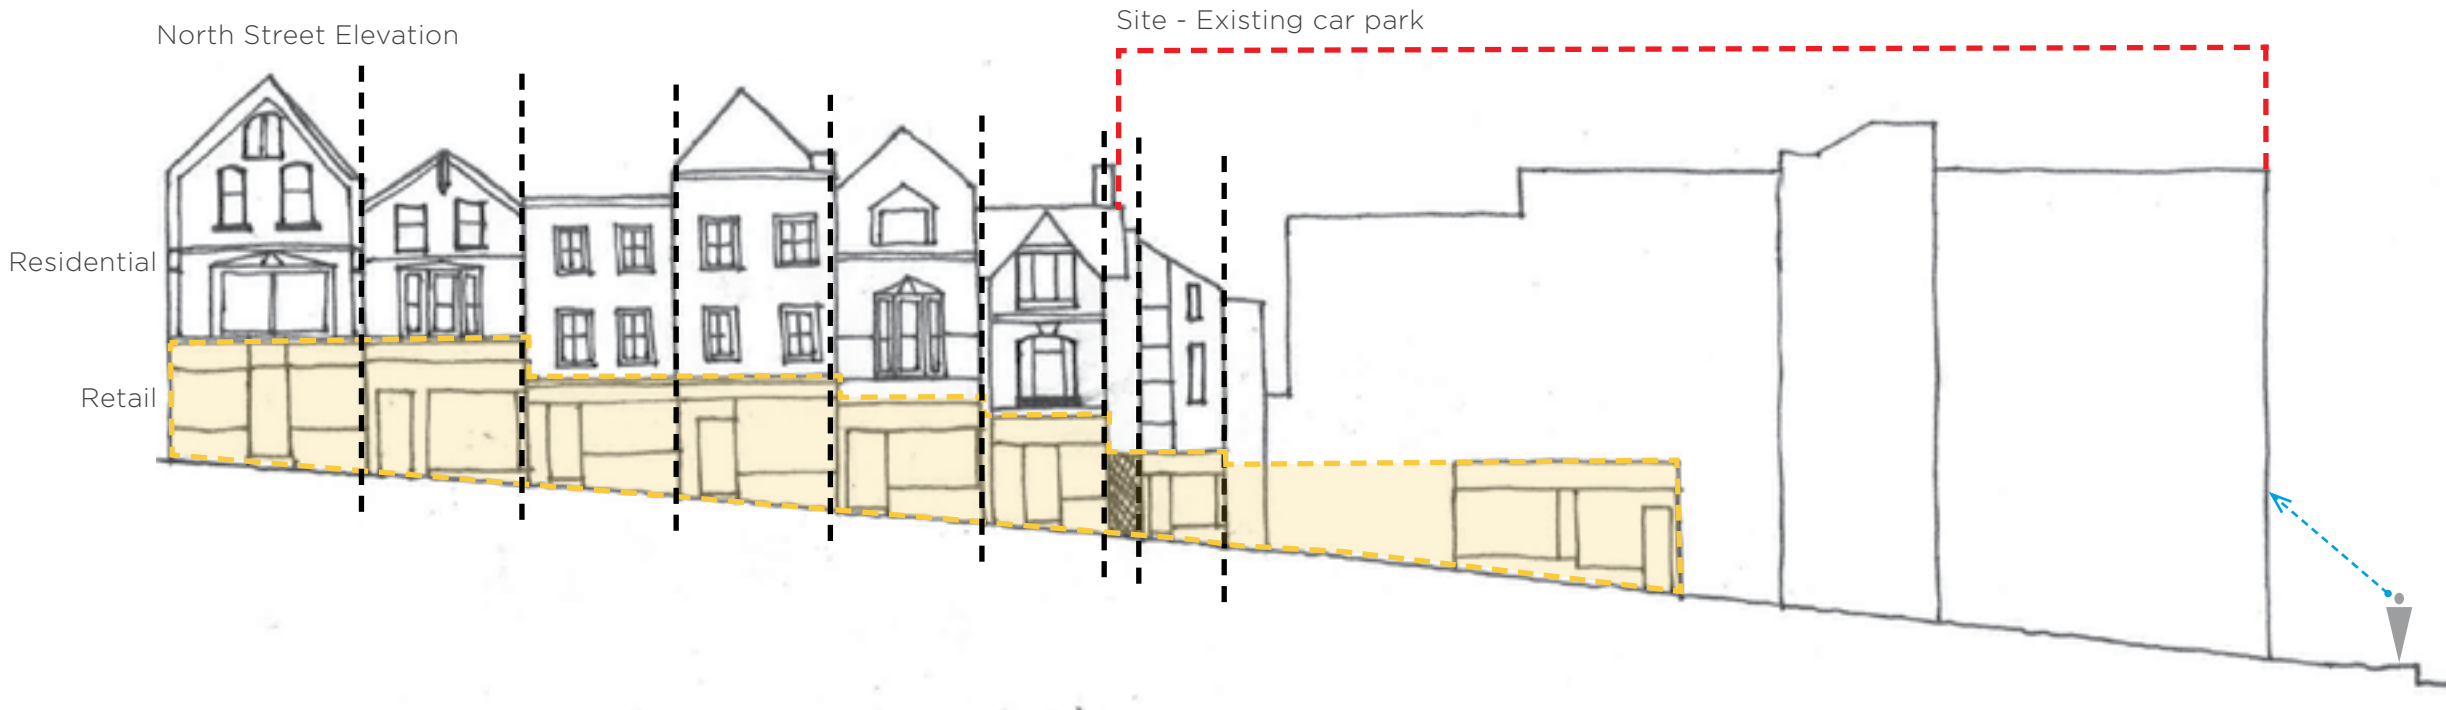 Site - Existing car park
North Street Elevation
Residential
Retail